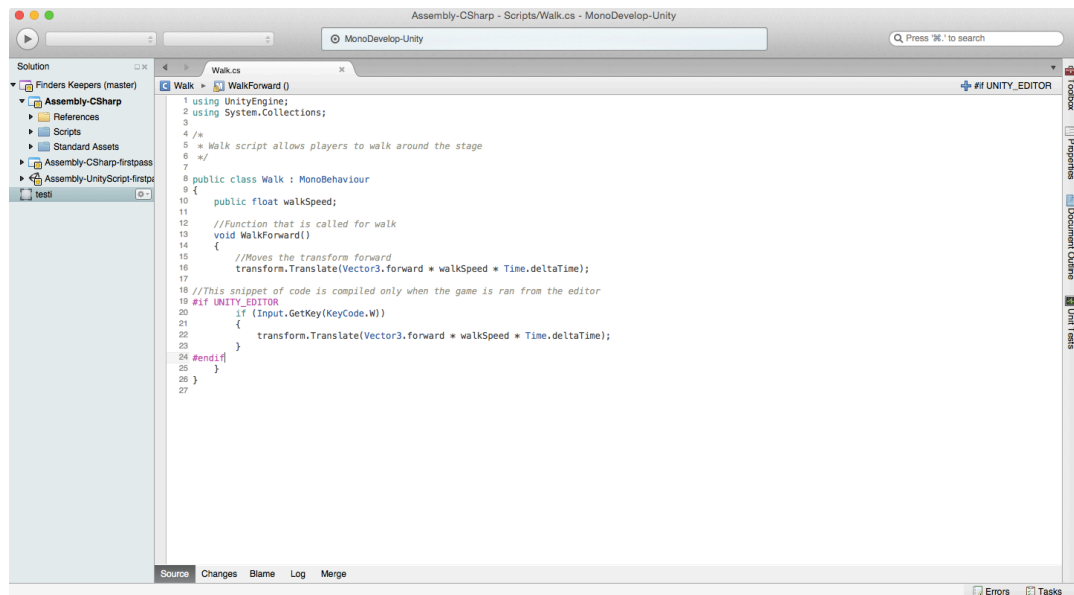 Assembly-CSharp - Scripts/Walk.cs - MonoDevelop-Unity
MonoDevelop-Unity
Press '⌘.' to search
Solution
Finders Keepers (master)
Assembly-CSharp
References
Scripts
Standard Assets
Assembly-CSharp-firstpass
Assembly-UnityScript-firstpa
testi
Walk.cs
Walk ▸ WalkForward ()
#if UNITY_EDITOR
1 using UnityEngine;
2 using System.Collections;
3
4 /*
5  * Walk script allows players to walk around the stage
6  */
7
8 public class Walk : MonoBehaviour
9 {
10     public float walkSpeed;
11
12     //Function that is called for walk
13     void WalkForward()
14     {
15         //Moves the transform forward
16         transform.Translate(Vector3.forward * walkSpeed * Time.deltaTime);
17
18 //This snippet of code is compiled only when the game is ran from the editor
19 #if UNITY_EDITOR
20         if (Input.GetKey(KeyCode.W))
21         {
22             transform.Translate(Vector3.forward * walkSpeed * Time.deltaTime);
23         }
24 #endif
25     }
26 }
27
Toolbox
Properties
Document Outline
Unit Tests
Source Changes Blame Log Merge
Errors Tasks